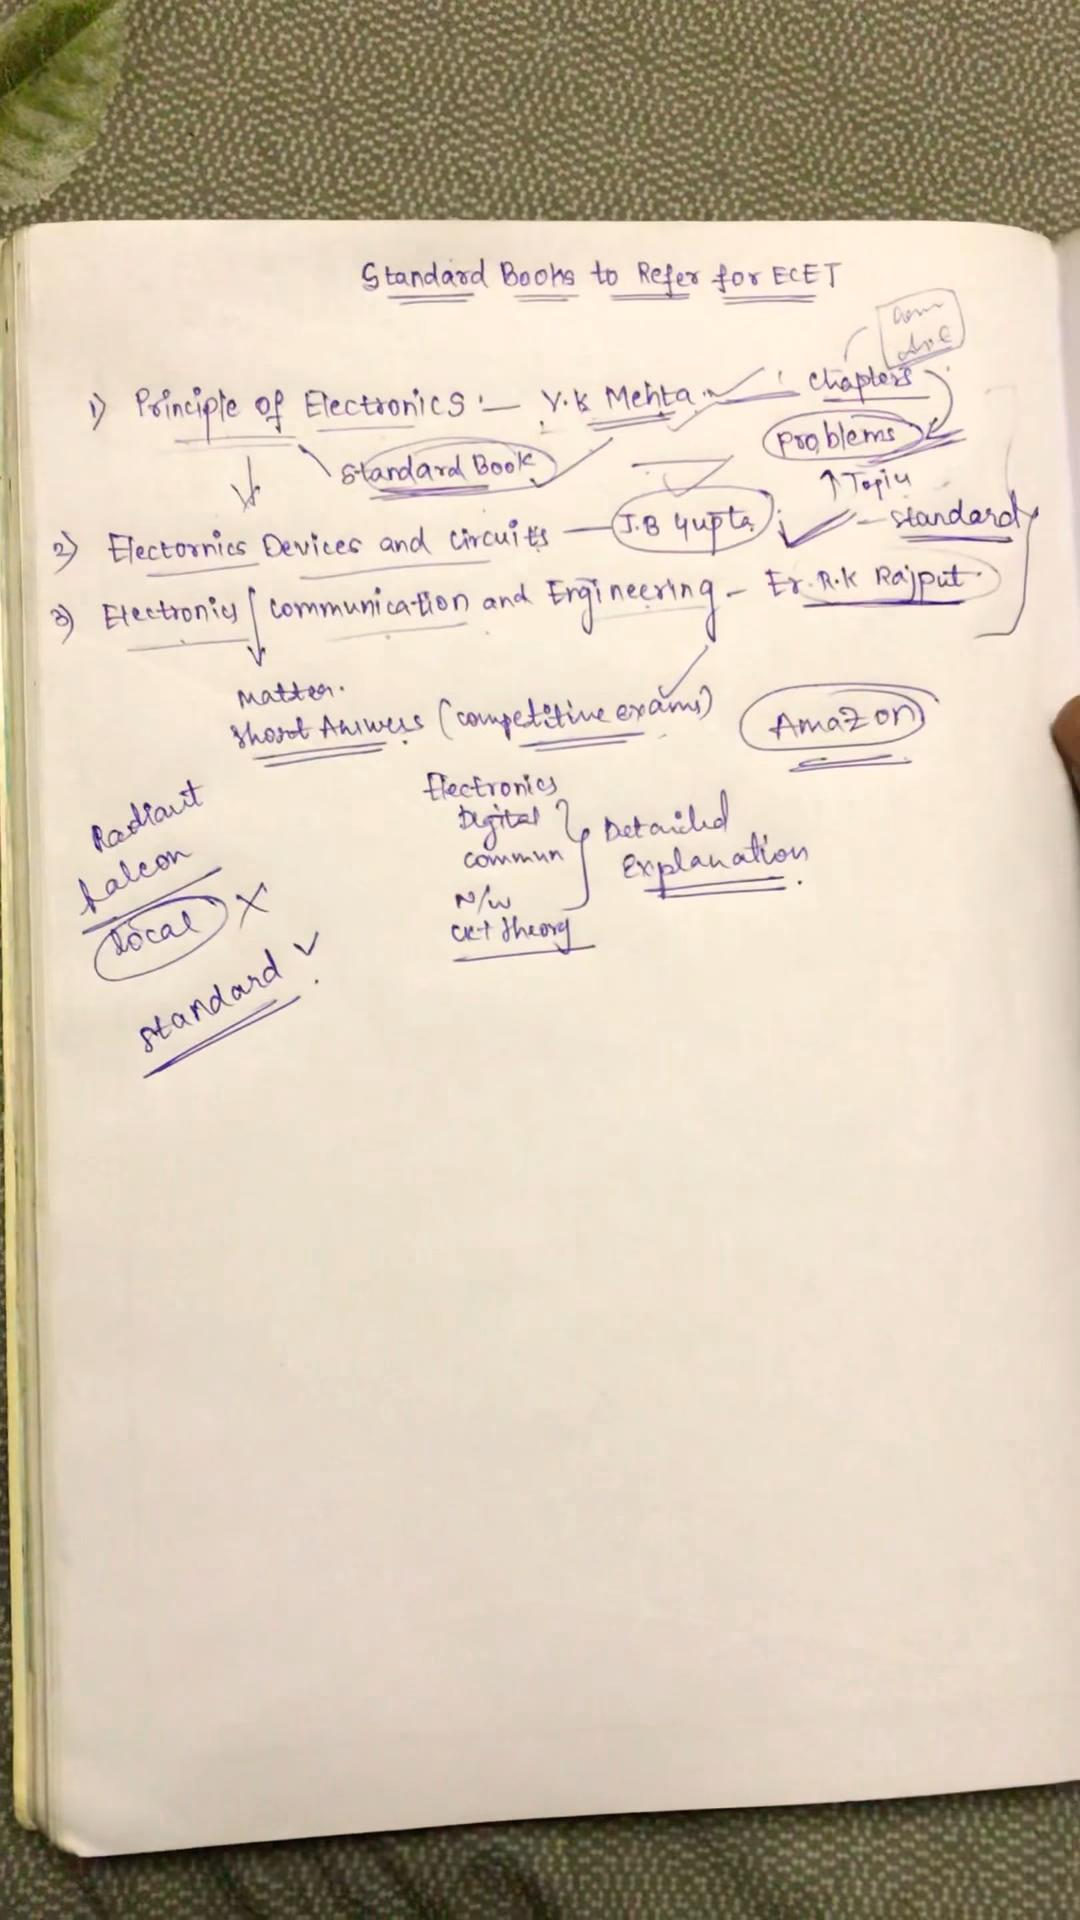 Standard Books to Refer for ECET
1) Principle of Electronics :- V.K Mehta
chapters
problems
Standard Book
↑ Topic
2) Electornics Devices and circuits — J.B Gupta
- standard
3) Electronics communication and Engineering - Er. R.K Rajput.
Matter.
Short Answers (competitive exams)
Amazon
Electronics
Digital
commun
N/w
ckt theory
Detailed
Explanation.
Radiant
falcon
local X
standard ✓.